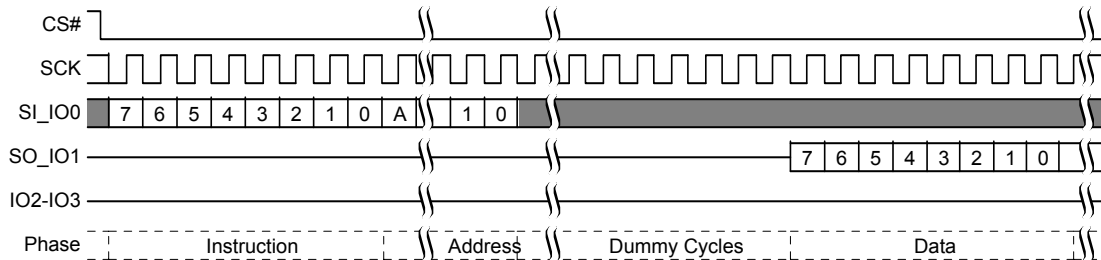 CS#
SCK
SI_IO0 7 6 5 4 3 2 1 0 A 1 0
SO_IO1 7 6 5 4 3 2 1 0
IO2-IO3
Phase Instruction Address Dummy Cycles Data